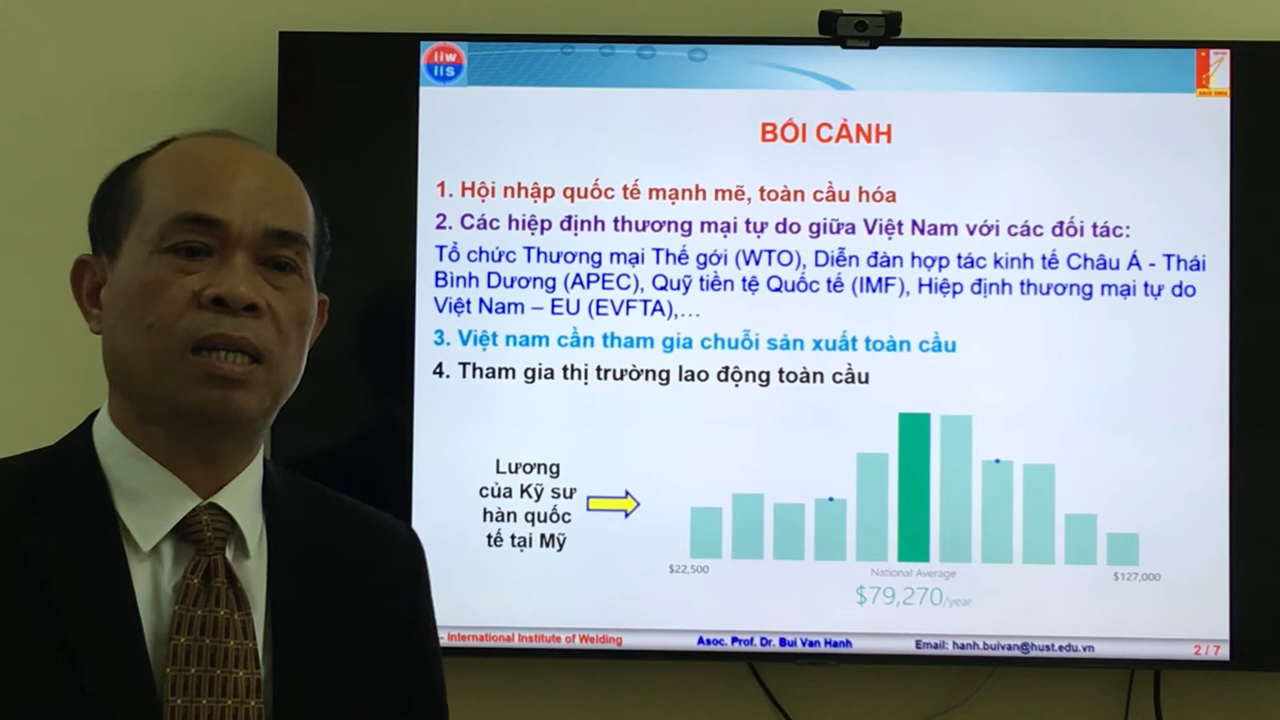 IIW
IIS
BÁCH KHOA
BỐI CẢNH
1. Hội nhập quốc tế mạnh mẽ, toàn cầu hóa
2. Các hiệp định thương mại tự do giữa Việt Nam với các đối tác:
Tổ chức Thương mại Thế gới (WTO), Diễn đàn hợp tác kinh tế Châu Á - Thái
Bình Dương (APEC), Quỹ tiền tệ Quốc tế (IMF), Hiệp định thương mại tự do
Việt Nam – EU (EVFTA),…
3. Việt nam cần tham gia chuỗi sản xuất toàn cầu
4. Tham gia thị trường lao động toàn cầu
Lương
của Kỹ sư
hàn quốc
tế tại Mỹ
$22,500
National Average
$127,000
$79,270/year
- International Institute of Welding Asoc. Prof. Dr. Bui Van Hanh Email: hanh.buivan@hust.edu.vn 2 / 7